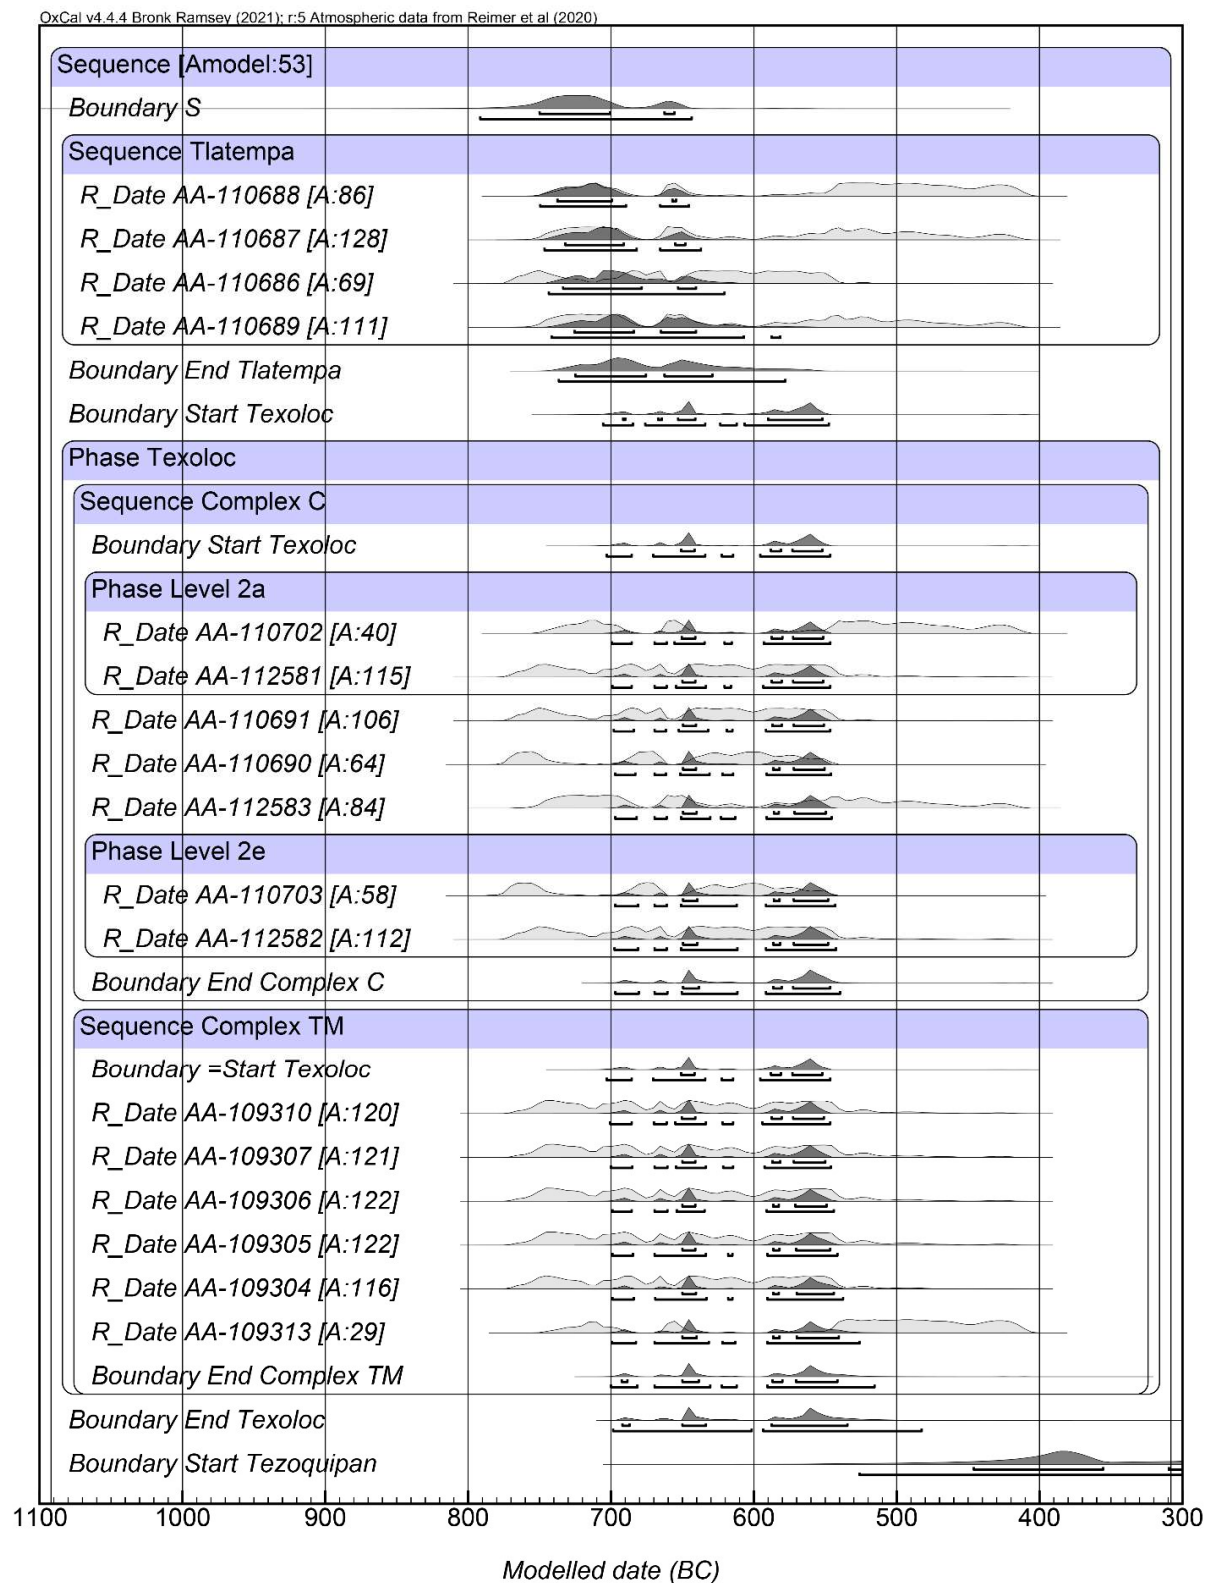 OxCal v4.4.4 Bronk Ramsey (2021); r:5 Atmospheric data from Reimer et al (2020)
Sequence [Amodel:53]
Boundary S
Sequence Tlatempa
R_Date AA-110688 [A:86]
R_Date AA-110687 [A:128]
R_Date AA-110686 [A:69]
R_Date AA-110689 [A:111]
Boundary End Tlatempa
Boundary Start Texoloc
Phase Texoloc
Sequence Complex C
Boundary Start Texoloc
Phase Level 2a
R_Date AA-110702 [A:40]
R_Date AA-112581 [A:115]
R_Date AA-110691 [A:106]
R_Date AA-110690 [A:64]
R_Date AA-112583 [A:84]
Phase Level 2e
R_Date AA-110703 [A:58]
R_Date AA-112582 [A:112]
Boundary End Complex C
Sequence Complex TM
Boundary =Start Texoloc
R_Date AA-109310 [A:120]
R_Date AA-109307 [A:121]
R_Date AA-109306 [A:122]
R_Date AA-109305 [A:122]
R_Date AA-109304 [A:116]
R_Date AA-109313 [A:29]
Boundary End Complex TM
Boundary End Texoloc
Boundary Start Tezoquipan
1100 1000 900 800 700 600 500 400 300
Modelled date (BC)